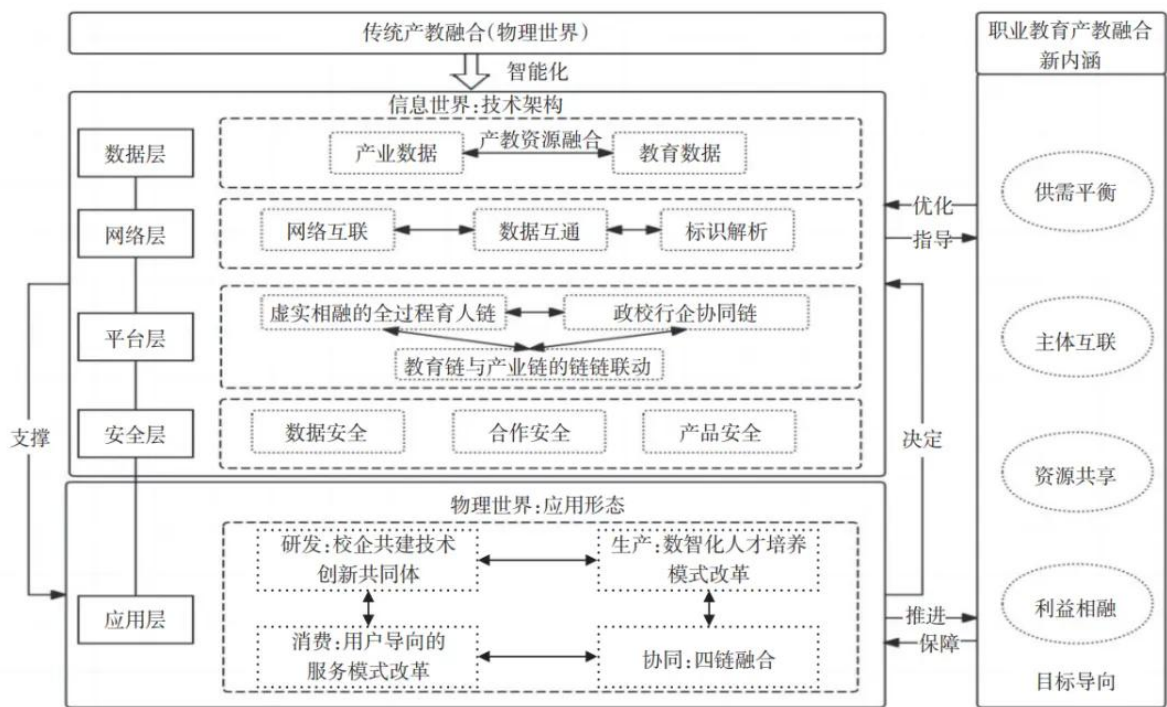 传统产教融合(物理世界)
智能化
职业教育产教融合
新内涵
信息世界:技术架构
数据层
产业数据
产教资源融合
教育数据
网络层
网络互联
数据互通
标识解析
平台层
虚实相融的全过程育人链
政校行企协同链
教育链与产业链的链链联动
安全层
数据安全
合作安全
产品安全
支撑
优化
指导
决定
供需平衡
主体互联
资源共享
利益相融
目标导向
物理世界:应用形态
应用层
研发:校企共建技术
创新共同体
生产:数智化人才培养
模式改革
消费:用户导向的
服务模式改革
协同:四链融合
推进
保障